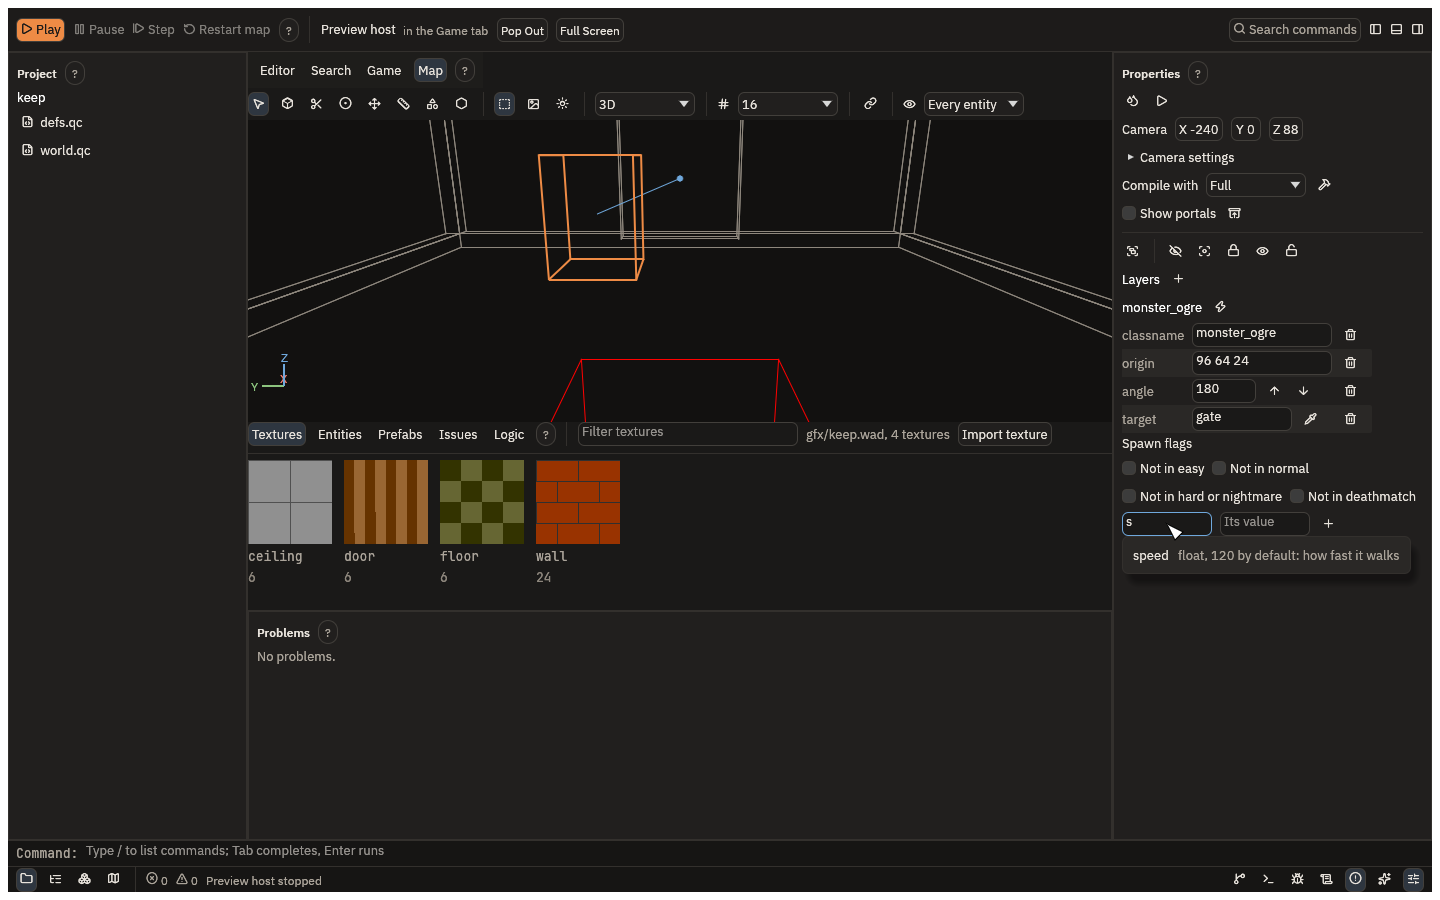 Play Pause Step Restart map ? Preview host in the Game tab Pop Out Full Screen Search commands
Project ?
keep
defs.qc
world.qc
Editor Search Game Map ?
3D # 16 Every entity
Z
Y X
Textures Entities Prefabs Issues Logic ? Filter textures gfx/keep.wad, 4 textures Import texture
ceiling door floor wall
6 6 6 24
Problems ?
No problems.
Properties ?
Camera X -240 Y 0 Z 88
Camera settings
Compile with Full
Show portals
Layers +
monster_ogre
classname monster_ogre
origin 96 64 24
angle 180
target gate
Spawn flags
Not in easy Not in normal
Not in hard or nightmare Not in deathmatch
s Its value +
speed float, 120 by default: how fast it walks
Command: Type / to list commands; Tab completes, Enter runs
0 0 Preview host stopped